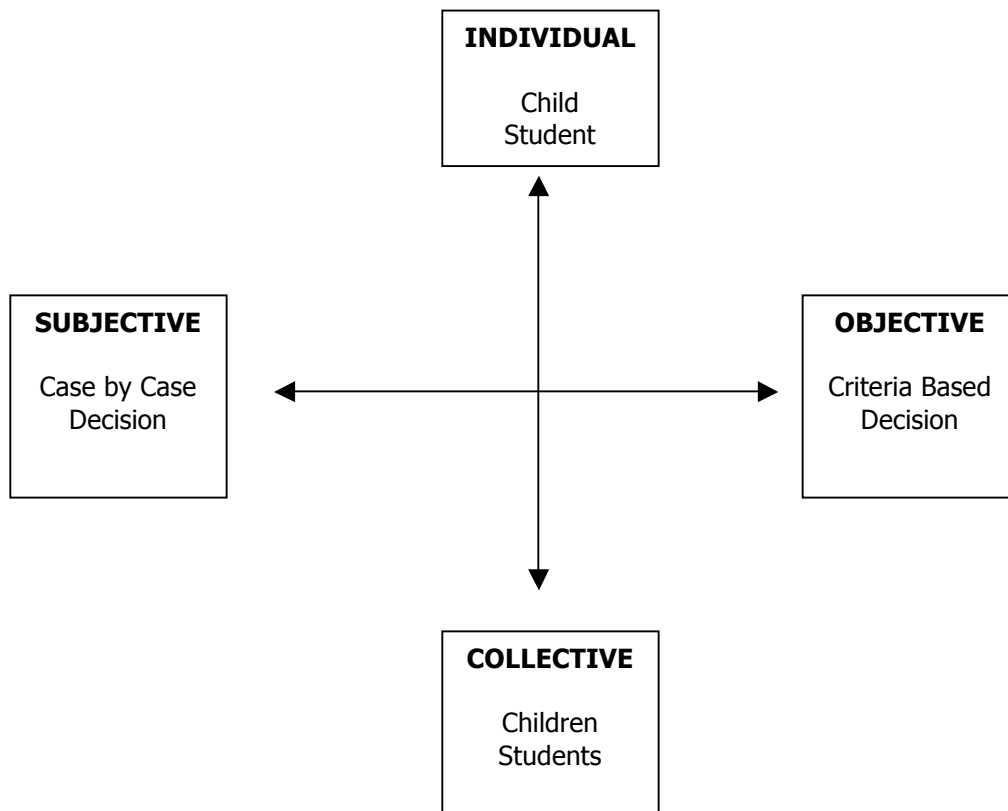 INDIVIDUAL
Child
Student
SUBJECTIVE
Case by Case
Decision
OBJECTIVE
Criteria Based
Decision
COLLECTIVE
Children
Students